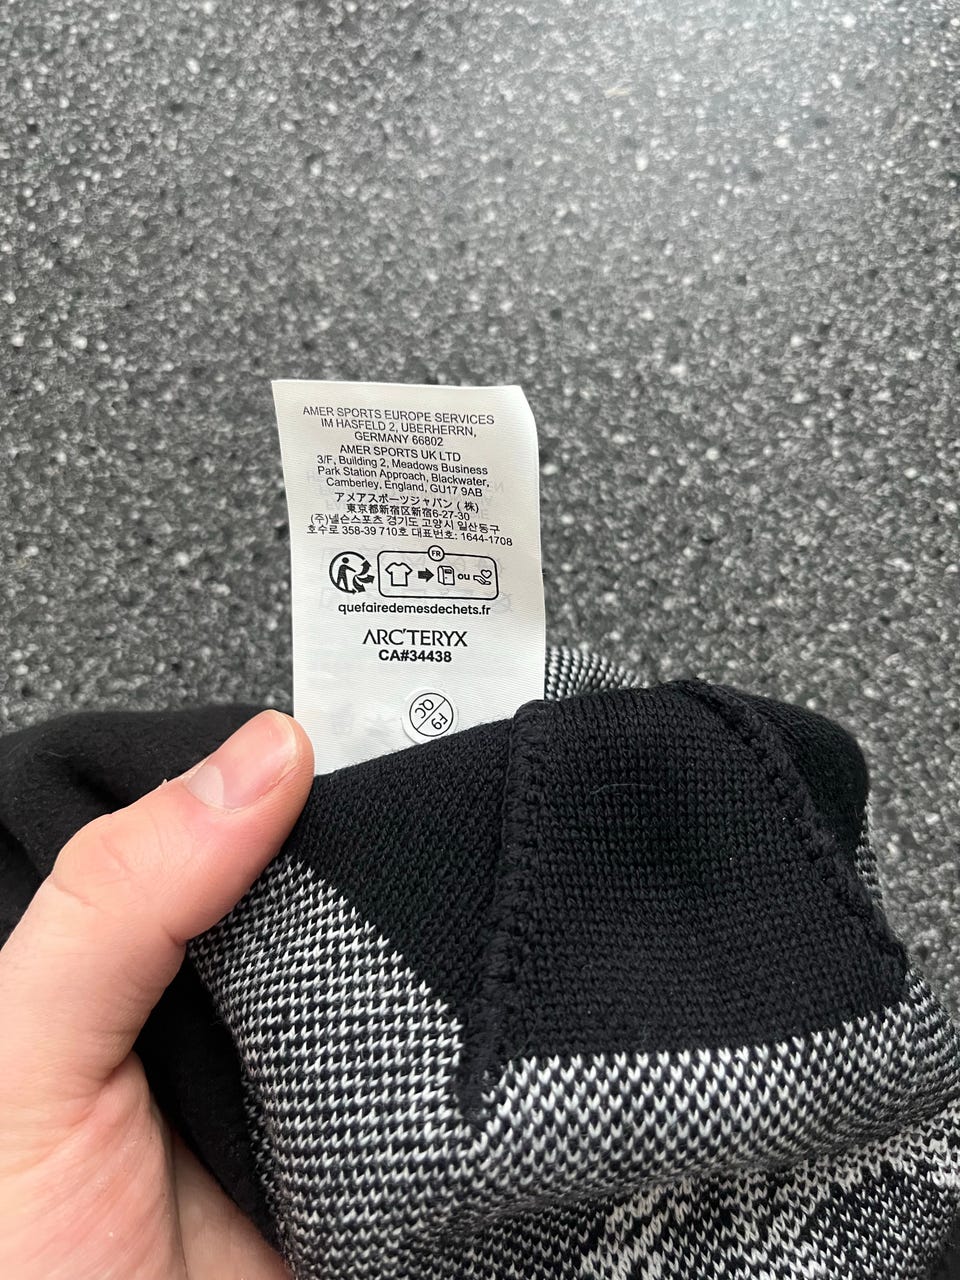 AMER SPORTS EUROPE SERVICES
IM HASFELD 2, UBERHERRN,
GERMANY 66802
AMER SPORTS UK LTD
3/F, Building 2, Meadows Business
Park Station Approach, Blackwater,
Camberley, England, GU17 9AB
アメアスポーツジャパン (株)
東京都新宿区新宿6-27-30
(주)넬슨스포츠 경기도 고양시 일산동구
호수로 358-39 710호 대표번호: 1644-1708
FR
ou
quefairedemesdechets.fr
ARC'TERYX
CA#34438
F9
QC